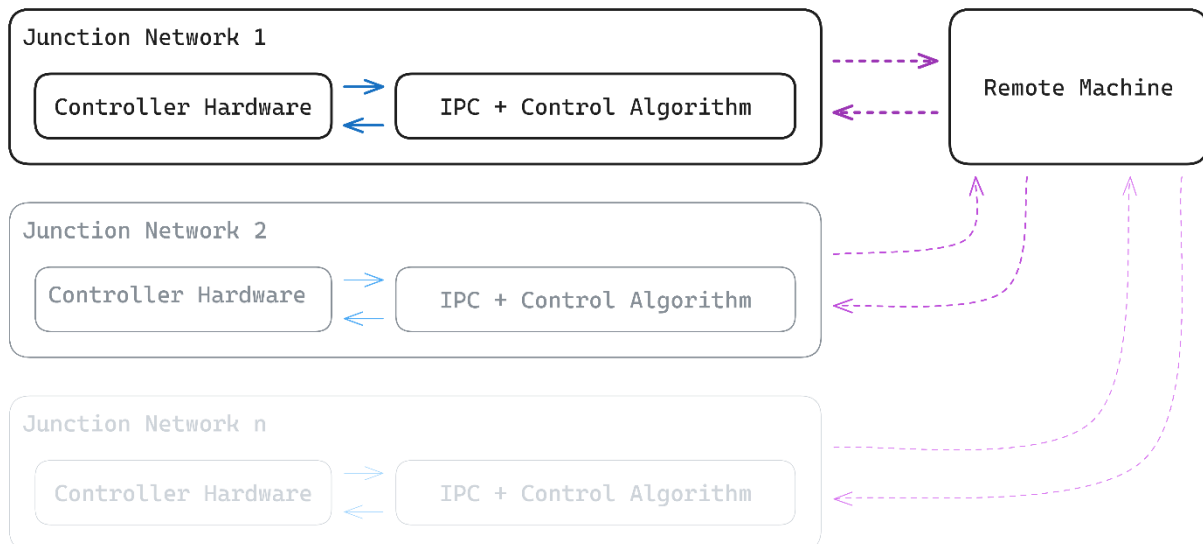 Junction Network 1
Controller Hardware
IPC + Control Algorithm
Remote Machine
Junction Network 2
Controller Hardware
IPC + Control Algorithm
Junction Network n
Controller Hardware
IPC + Control Algorithm